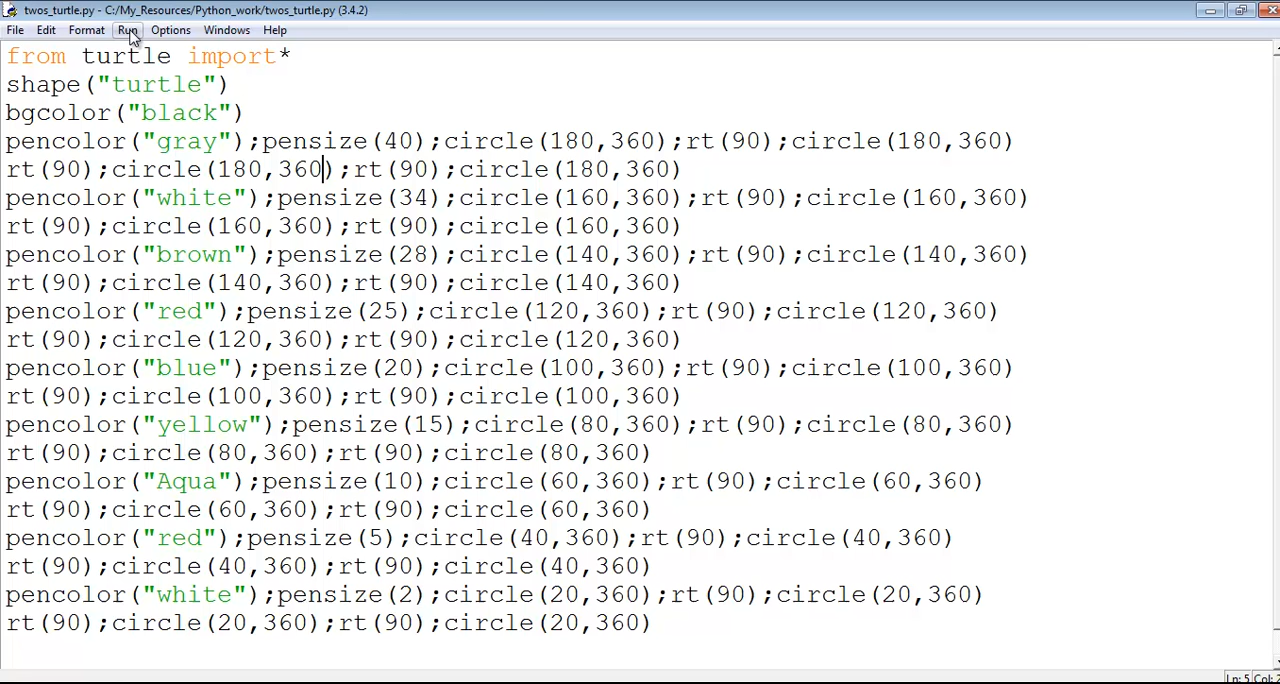 twos_turtle.py - C:/My_Resources/Python_work/twos_turtle.py (3.4.2)
File Edit Format Run Options Windows Help
from turtle import*
shape("turtle")
bgcolor("black")
pencolor("gray");pensize(40);circle(180,360);rt(90);circle(180,360)
rt(90);circle(180,360);rt(90);circle(180,360)
pencolor("white");pensize(34);circle(160,360);rt(90);circle(160,360)
rt(90);circle(160,360);rt(90);circle(160,360)
pencolor("brown");pensize(28);circle(140,360);rt(90);circle(140,360)
rt(90);circle(140,360);rt(90);circle(140,360)
pencolor("red");pensize(25);circle(120,360);rt(90);circle(120,360)
rt(90);circle(120,360);rt(90);circle(120,360)
pencolor("blue");pensize(20);circle(100,360);rt(90);circle(100,360)
rt(90);circle(100,360);rt(90);circle(100,360)
pencolor("yellow");pensize(15);circle(80,360);rt(90);circle(80,360)
rt(90);circle(80,360);rt(90);circle(80,360)
pencolor("Aqua");pensize(10);circle(60,360);rt(90);circle(60,360)
rt(90);circle(60,360);rt(90);circle(60,360)
pencolor("red");pensize(5);circle(40,360);rt(90);circle(40,360)
rt(90);circle(40,360);rt(90);circle(40,360)
pencolor("white");pensize(2);circle(20,360);rt(90);circle(20,360)
rt(90);circle(20,360);rt(90);circle(20,360)
Ln: 5 Col: